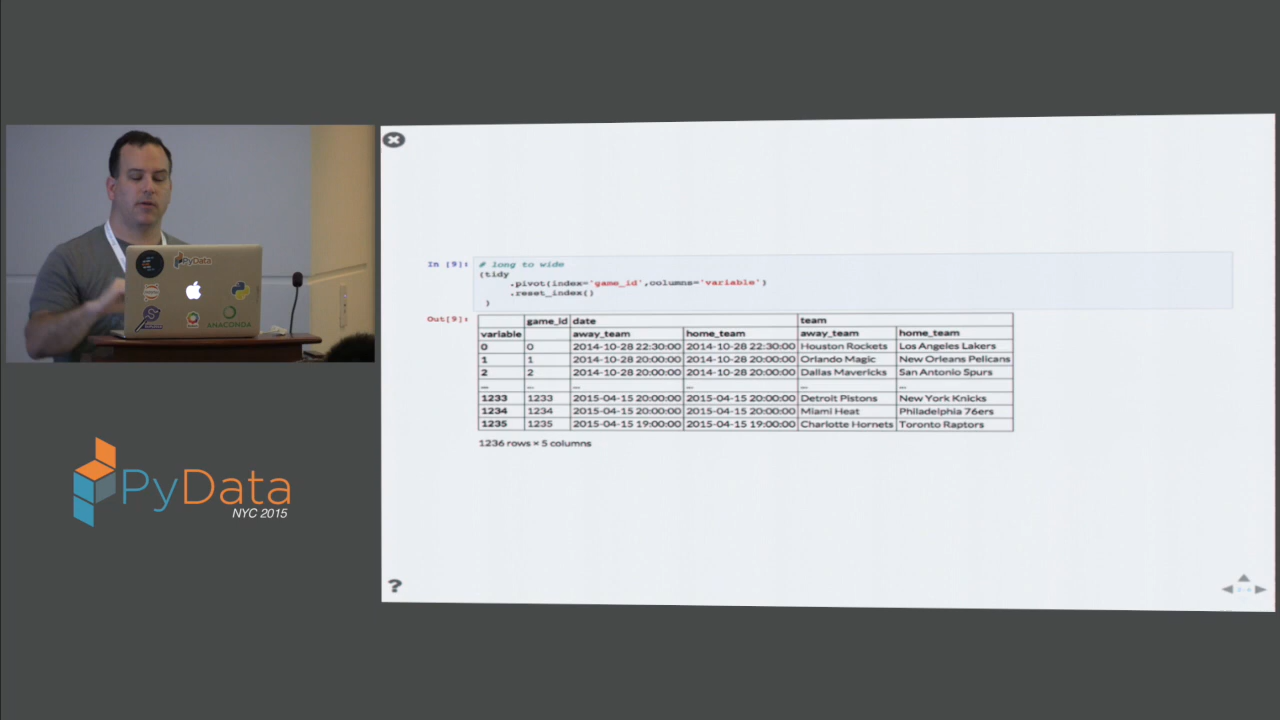 PyData
ANACONDA
PyData
NYC 2015
In [9]: # long to wide
(tidy
.pivot(index='game_id',columns='variable')
.reset_index()
)
Out[9]:
game_id date team
variable away_team home_team away_team home_team
0 0 2014-10-28 22:30:00 2014-10-28 22:30:00 Houston Rockets Los Angeles Lakers
1 1 2014-10-28 20:00:00 2014-10-28 20:00:00 Orlando Magic New Orleans Pelicans
2 2 2014-10-28 20:00:00 2014-10-28 20:00:00 Dallas Mavericks San Antonio Spurs
... ... ... ... ... ...
1233 1233 2015-04-15 20:00:00 2015-04-15 20:00:00 Detroit Pistons New York Knicks
1234 1234 2015-04-15 20:00:00 2015-04-15 20:00:00 Miami Heat Philadelphia 76ers
1235 1235 2015-04-15 19:00:00 2015-04-15 19:00:00 Charlotte Hornets Toronto Raptors
1236 rows × 5 columns
?